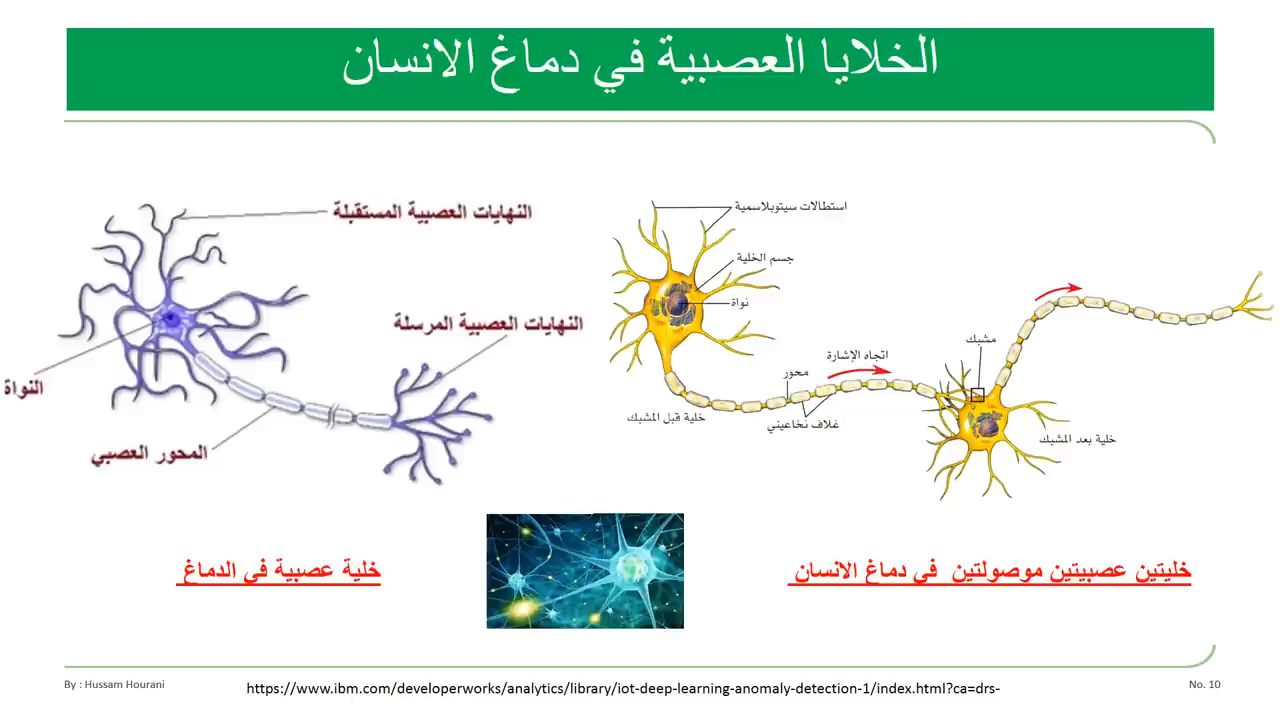 الخلايا العصبية في دماغ الانسان
استطالات سيتوبلاسمية
جسم الخلية
نواة
مشبك
اتجاه الإشارة
محور
غلاف نخاعيني
خلية قبل المشبك
خلية بعد المشبك
النهايات العصبية المستقبلة
النهايات العصبية المرسلة
النواة
المحور العصبي
خليتين عصبيتين موصولتين في دماغ الانسان
خلية عصبية في الدماغ
By : Hussam Hourani
https://www.ibm.com/developerworks/analytics/library/iot-deep-learning-anomaly-detection-1/index.html?ca=drs-
No. 10